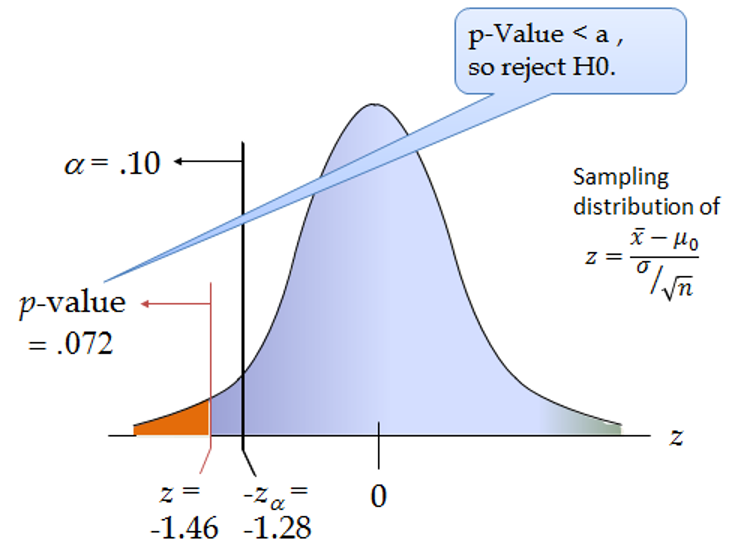 p-Value < a ,
so reject H0.
α = .10
Sampling
distribution of
z = x̄ − μ₀ / σ/√n
p-value
= .072
z
z =
-1.46
-zα =
-1.28
0